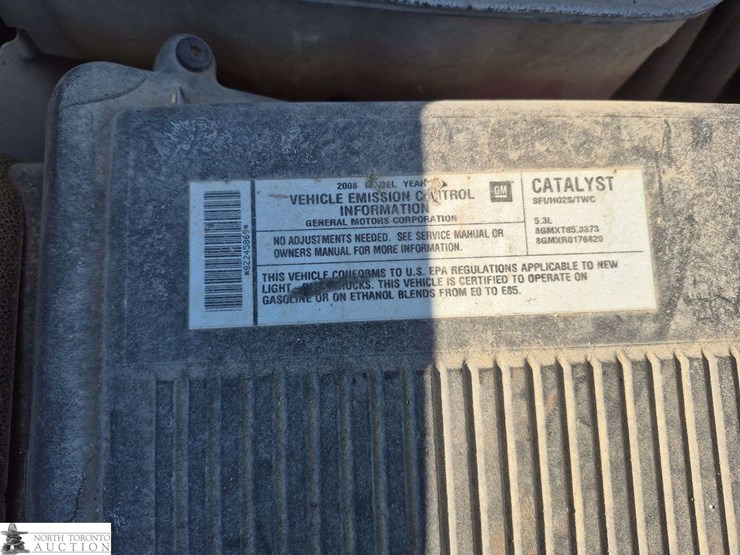 *82245869*
2008 MODEL YEAR
VEHICLE EMISSION CONTROL
INFORMATION
GENERAL MOTORS CORPORATION
GM
CATALYST
SFI/HO2S/TWC
NO ADJUSTMENTS NEEDED. SEE SERVICE MANUAL OR
OWNERS MANUAL FOR MORE INFORMATION.
5.3L
8GMXT05.3373
8GMXR0176820
THIS VEHICLE CONFORMS TO U.S. EPA REGULATIONS APPLICABLE TO NEW
LIGHT TRUCKS. THIS VEHICLE IS CERTIFIED TO OPERATE ON
GASOLINE OR ON ETHANOL BLENDS FROM E0 TO E85.
NORTH TORONTO
AUCTION